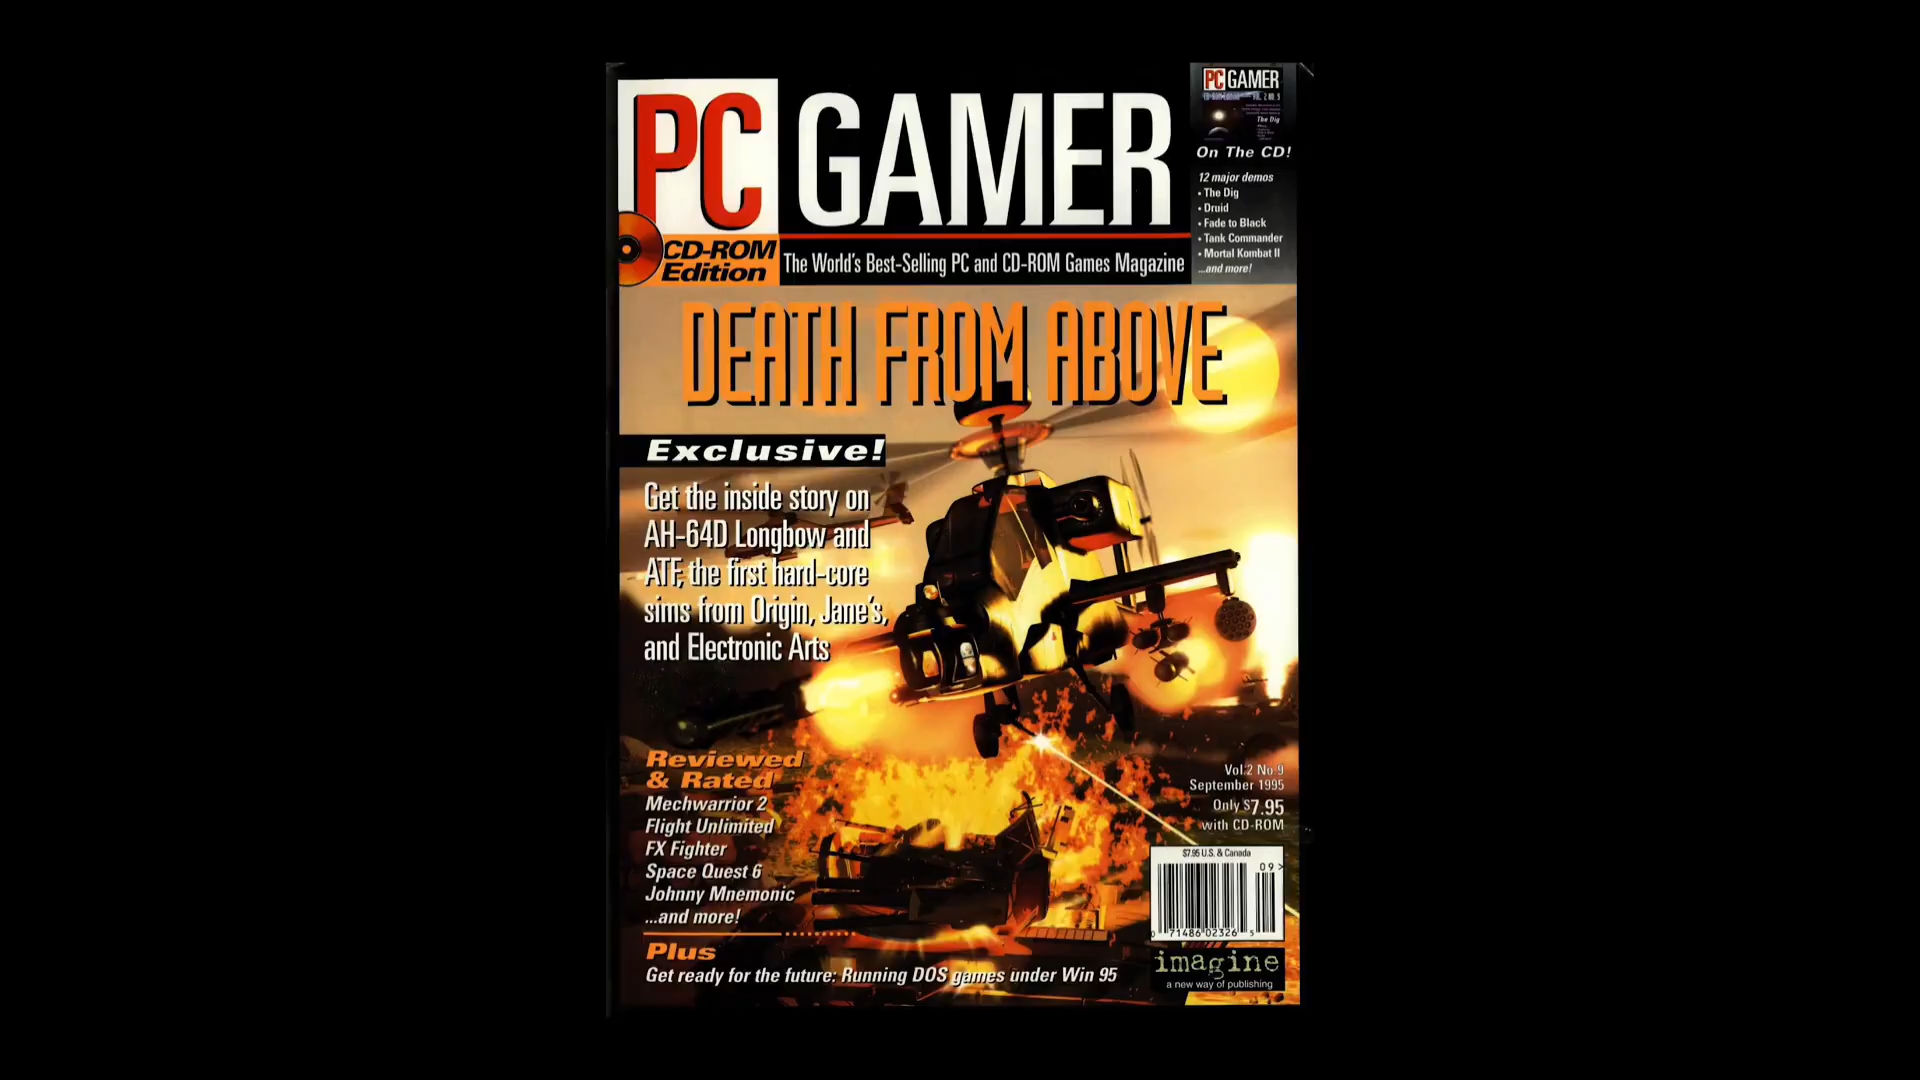 PC GAMER
CD-ROM
Edition
The World's Best-Selling PC and CD-ROM Games Magazine
PC GAMER
The Dig
On The CD!
12 major demos
• The Dig
• Druid
• Fade to Black
• Tank Commander
• Mortal Kombat II
...and more!
DEATH FROM ABOVE
Exclusive!
Get the inside story on
AH-64D Longbow and
ATF, the first hard-core
sims from Origin, Jane's,
and Electronic Arts
Reviewed
& Rated
Mechwarrior 2
Flight Unlimited
FX Fighter
Space Quest 6
Johnny Mnemonic
...and more!
Plus
Get ready for the future: Running DOS games under Win 95
Vol.2 No 9
September 1995
Only $7.95
with CD-ROM
$7.95 U.S. & Canada
09>
0 71486 02326 5
imagine
a new way of publishing